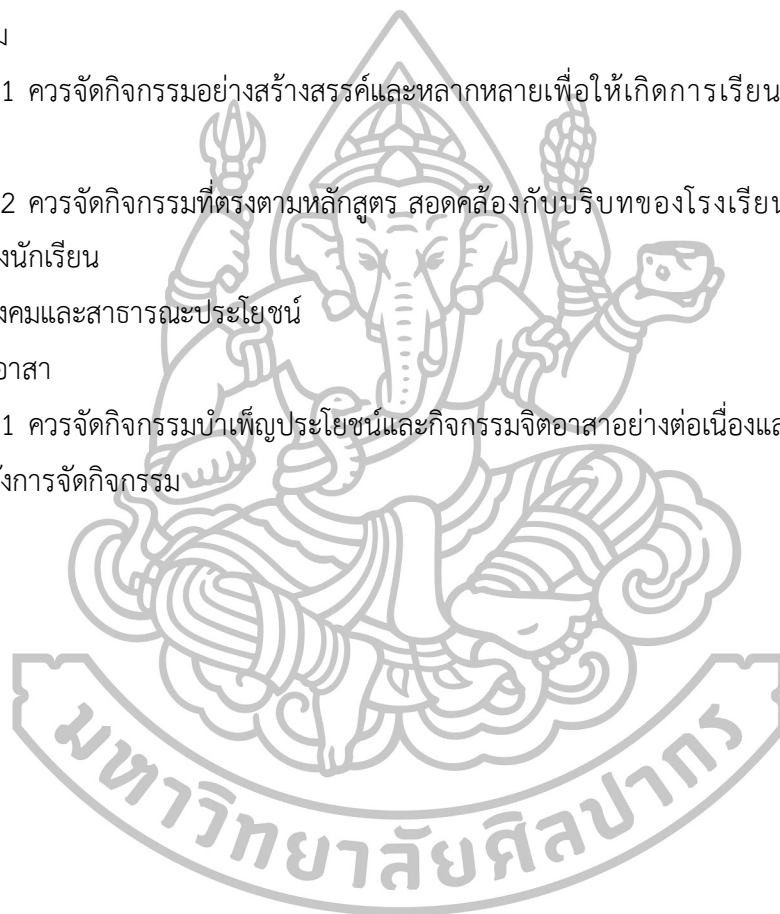 ม
1 ควรจัดกิจกรรมอย่างสร้างสรรค์และหลากหลายเพื่อให้เกิดการเรียน
2 ควรจัดกิจกรรมที่ตรงตามหลักสูตร สอดคล้องกับบริบทของโรงเรียน
งนักเรียน
งคมและสาธารณะประโยชน์
อาสา
1 ควรจัดกิจกรรมบำเพ็ญประโยชน์และกิจกรรมจิตอาสาอย่างต่อเนื่องแล
ังการจัดกิจกรรม
มหาวิทยาลัยศิลปากร